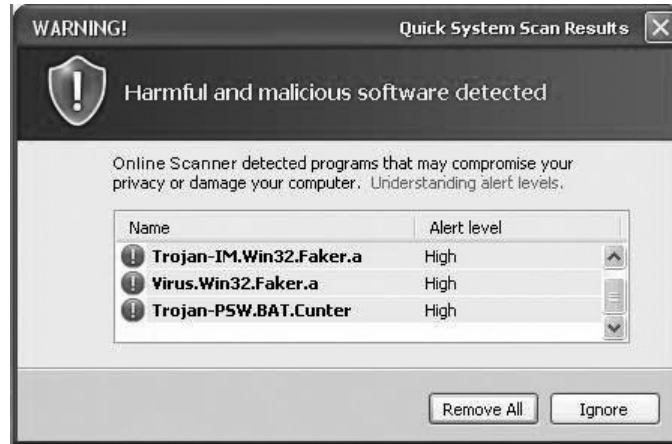 WARNING!
Quick System Scan Results
Harmful and malicious software detected
Online Scanner detected programs that may compromise your
privacy or damage your computer. Understanding alert levels.
Name Alert level
Trojan-IM.Win32.Faker.a High
Virus.Win32.Faker.a High
Trojan-PSW.BAT.Cunter High
Remove All
Ignore